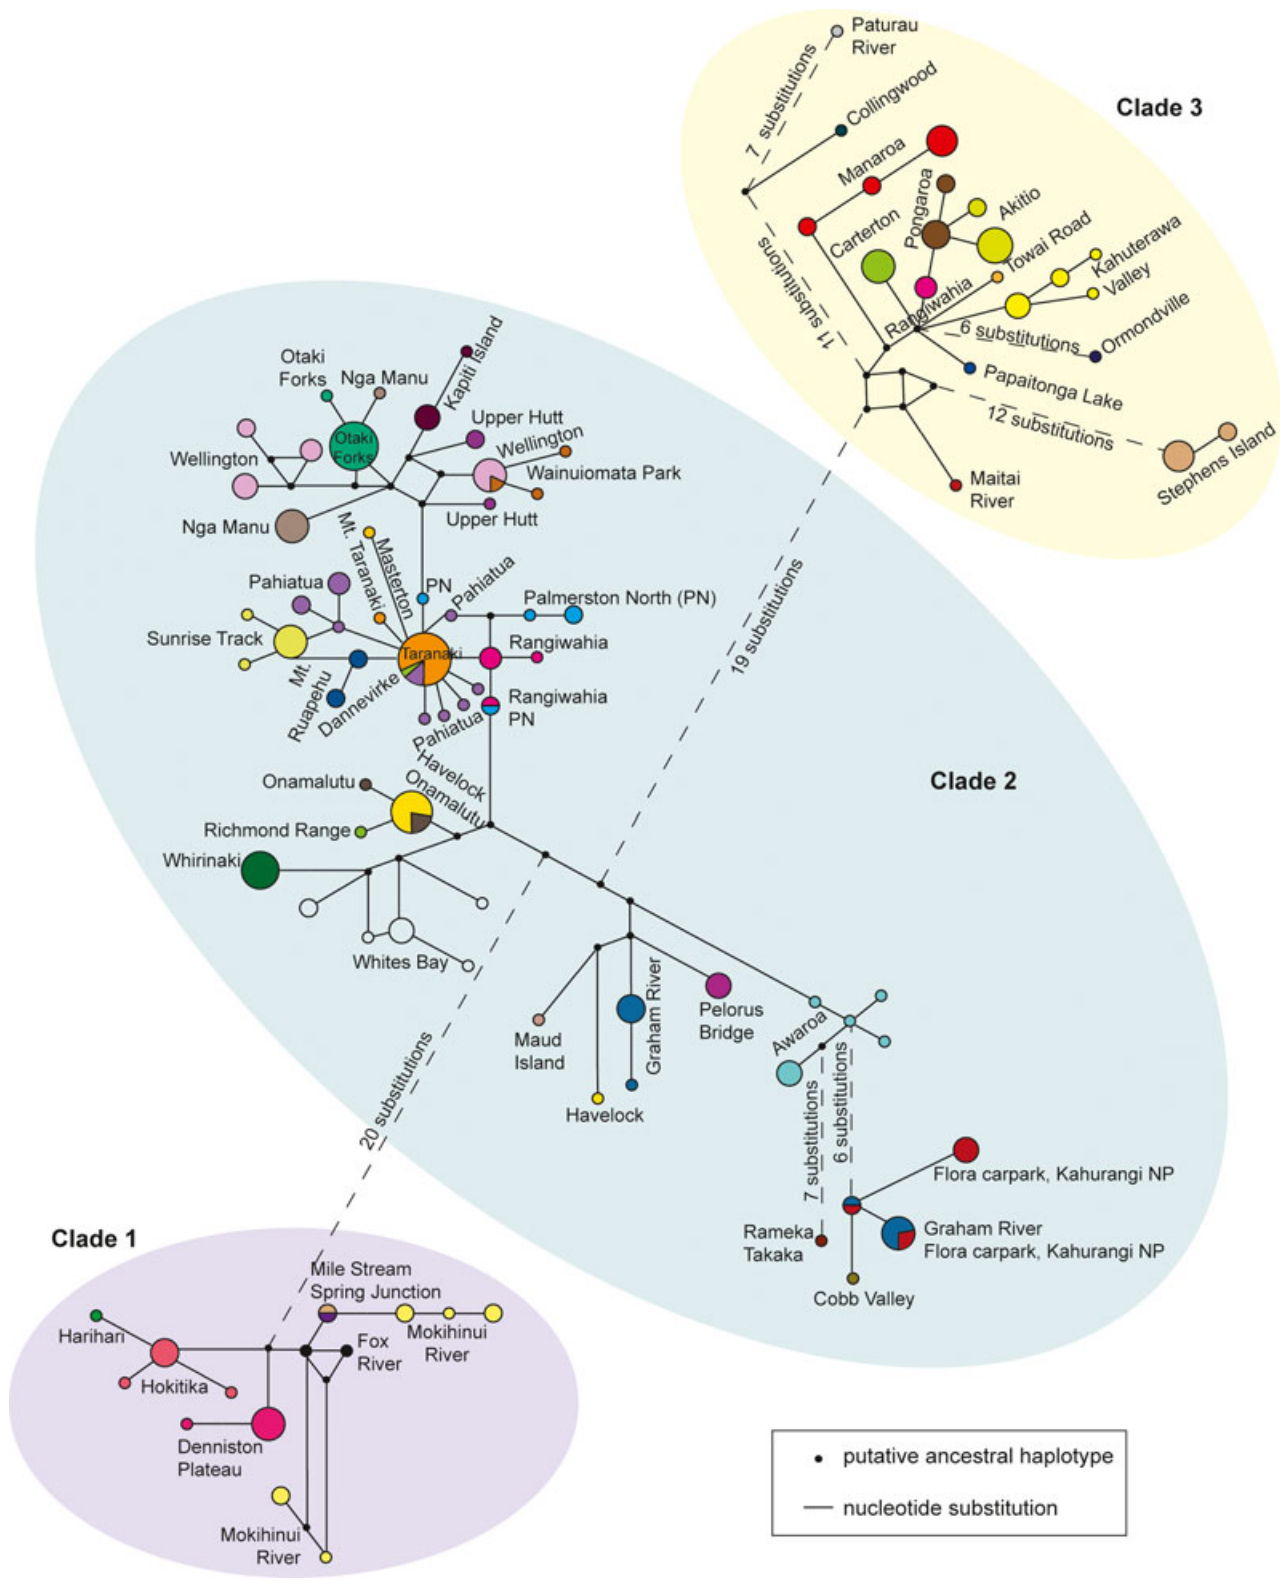 Paturau
River
7 substitutions
Collingwood
Clade 3
Manaroa
Pongaroa
Akitio
Carterton
Towai Road
Kahuterawa
Valley
Rangiwahia
11 substitutions
6 substitutions
Ormondville
Papaitonga Lake
12 substitutions
Stephens Island
Maitai
River
Otaki
Forks
Nga Manu
Kapiti Island
Upper Hutt
Otaki
Forks
Wellington
Wellington
Wainuiomata Park
Nga Manu
Upper Hutt
Mt. Taranaki
Masterton
19 substitutions
Pahiatua
PN
Pahiatua
Palmerston North (PN)
Sunrise Track
Taranaki
Rangiwahia
Mt.
Ruapehu
Dannevirke
Pahiatua
Rangiwahia
PN
Havelock
Onamalutu
Onamalutu
Clade 2
Richmond Range
Whirinaki
Whites Bay
Maud
Island
Graham River
Pelorus
Bridge
Awaroa
Havelock
20 substitutions
7 substitutions
6 substitutions
Flora carpark, Kahurangi NP
Rameka
Takaka
Graham River
Flora carpark, Kahurangi NP
Cobb Valley
Clade 1
Mile Stream
Spring Junction
Harihari
Mokihinui
River
Fox
River
Hokitika
Denniston
Plateau
Mokihinui
River
putative ancestral haplotype
nucleotide substitution